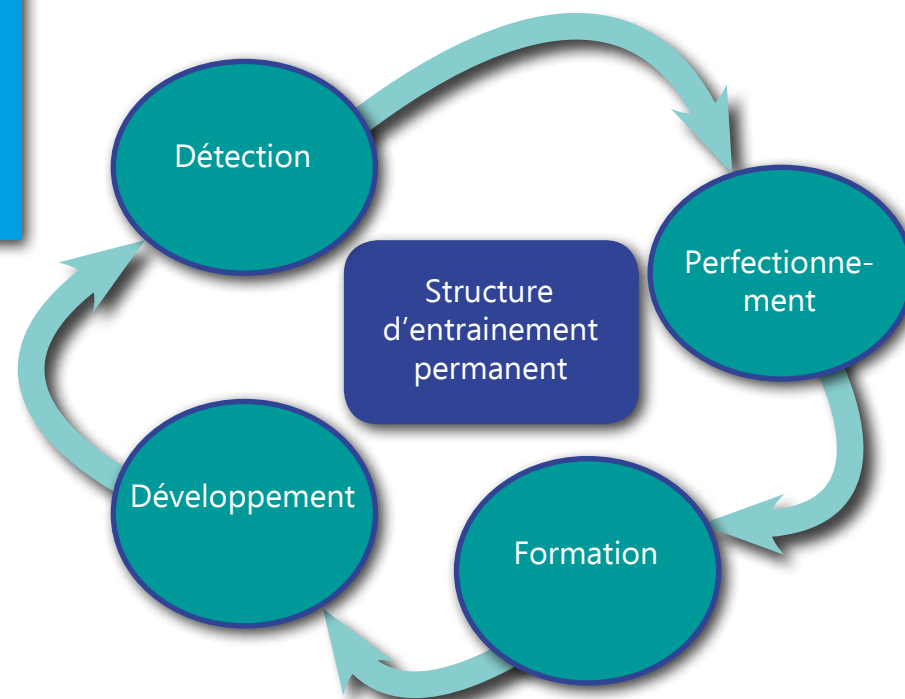 Détection
Perfectionne-
ment
Structure
d’entrainement
permanent
Développement
Formation